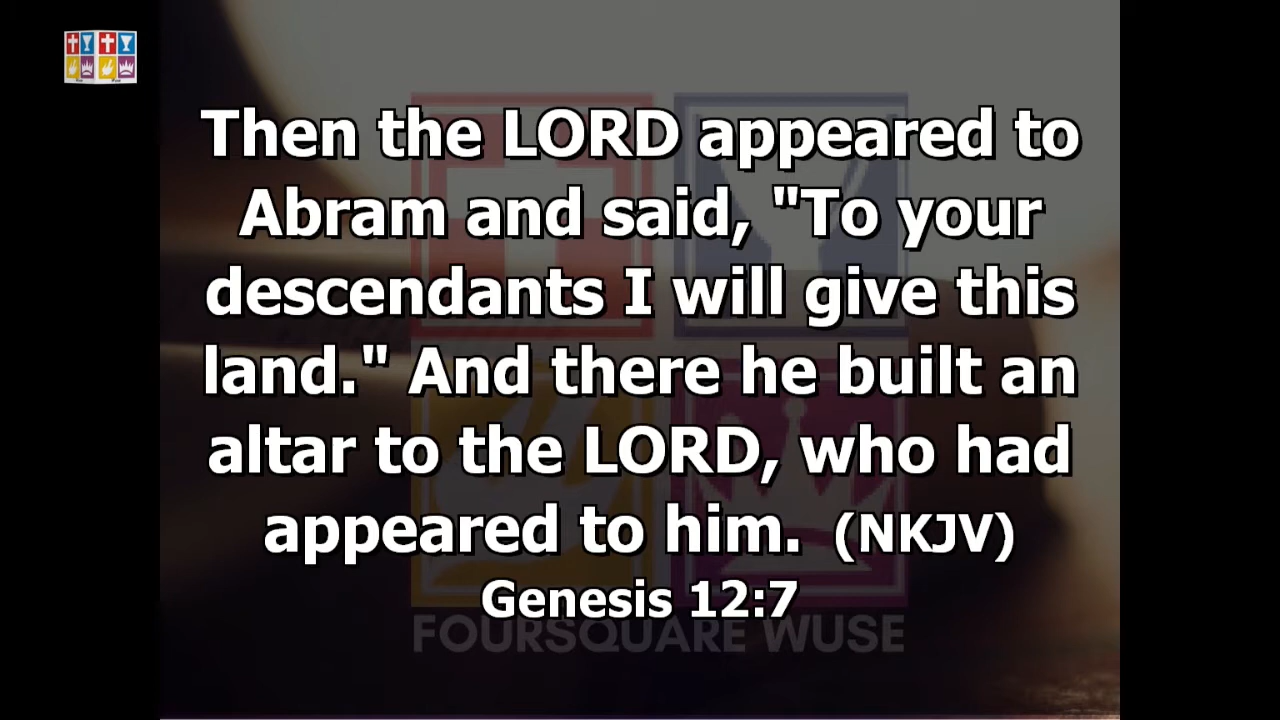 Then the LORD appeared to
Abram and said, "To your
descendants I will give this
land." And there he built an
altar to the LORD, who had
appeared to him. (NKJV)
Genesis 12:7
FOURSQUARE WUSE